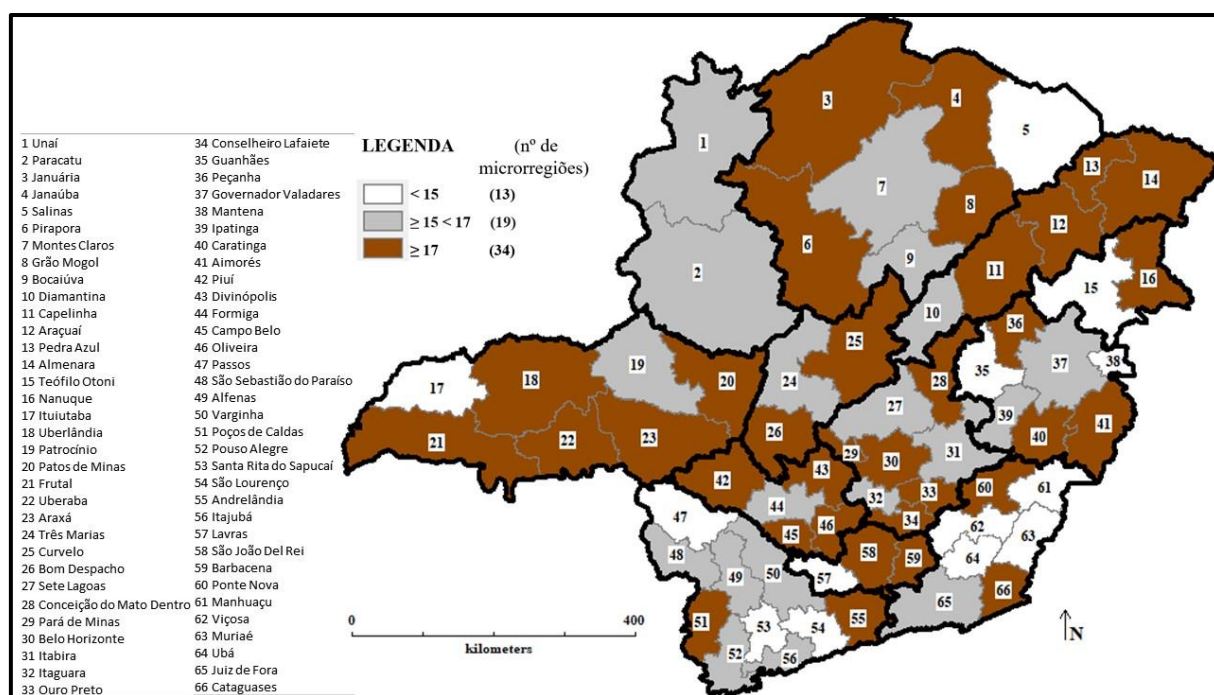 1 Unaí
2 Paracatu
3 Januária
4 Janaúba
5 Salinas
6 Pirapora
7 Montes Claros
8 Grão Mogol
9 Bocaiúva
10 Diamantina
11 Capelinha
12 Araçuaí
13 Pedra Azul
14 Almenara
15 Teófilo Otoni
16 Nanuque
17 Ituiutaba
18 Uberlândia
19 Patrocínio
20 Patos de Minas
21 Frutal
22 Uberaba
23 Araxá
24 Três Marias
25 Curvelo
26 Bom Despacho
27 Sete Lagoas
28 Conceição do Mato Dentro
29 Pará de Minas
30 Belo Horizonte
31 Itabira
32 Itaguara
33 Ouro Preto
34 Conselheiro Lafaiete
35 Guanhães
36 Peçanha
37 Governador Valadares
38 Mantena
39 Ipatinga
40 Caratinga
41 Aimorés
42 Piuí
43 Divinópolis
44 Formiga
45 Campo Belo
46 Oliveira
47 Passos
48 São Sebastião do Paraíso
49 Alfenas
50 Varginha
51 Poços de Caldas
52 Pouso Alegre
53 Santa Rita do Sapucaí
54 São Lourenço
55 Andrelândia
56 Itajubá
57 Lavras
58 São João Del Rei
59 Barbacena
60 Ponte Nova
61 Manhuaçu
62 Viçosa
63 Muriaé
64 Ubá
65 Juiz de Fora
66 Cataguases
LEGENDA (nº de
microrregiões)
< 15 (13)
≥ 15 < 17 (19)
≥ 17 (34)
1
2
3
4
5
6
7
8
9
10
11
12
13
14
15
16
17
18
19
20
21
22
23
24
25
26
27
28
29
30
31
32
33
34
35
36
37
38
39
40
41
42
43
44
45
46
47
48
49
50
51
52
53
54
55
56
57
58
59
60
61
62
63
64
65
66
0 400
kilometers
N